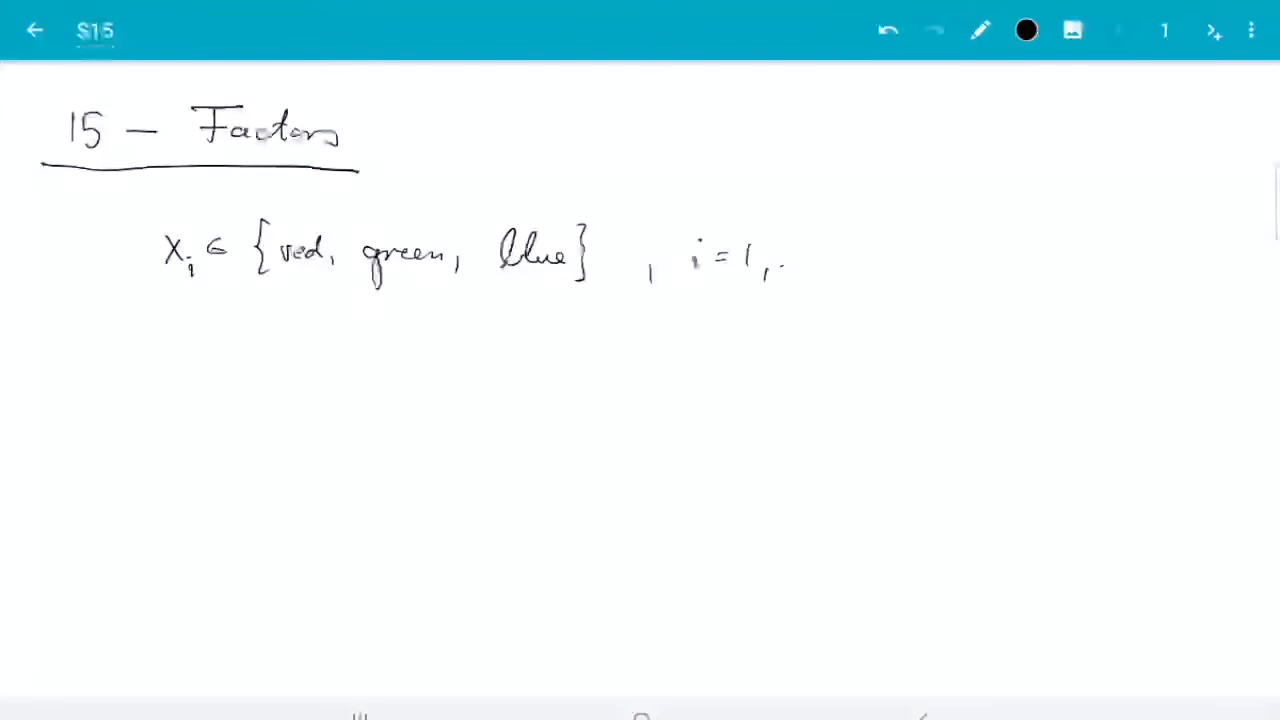 S15
1
15 – Factors
x_i ∈ {red, green, blue} , i = 1, .